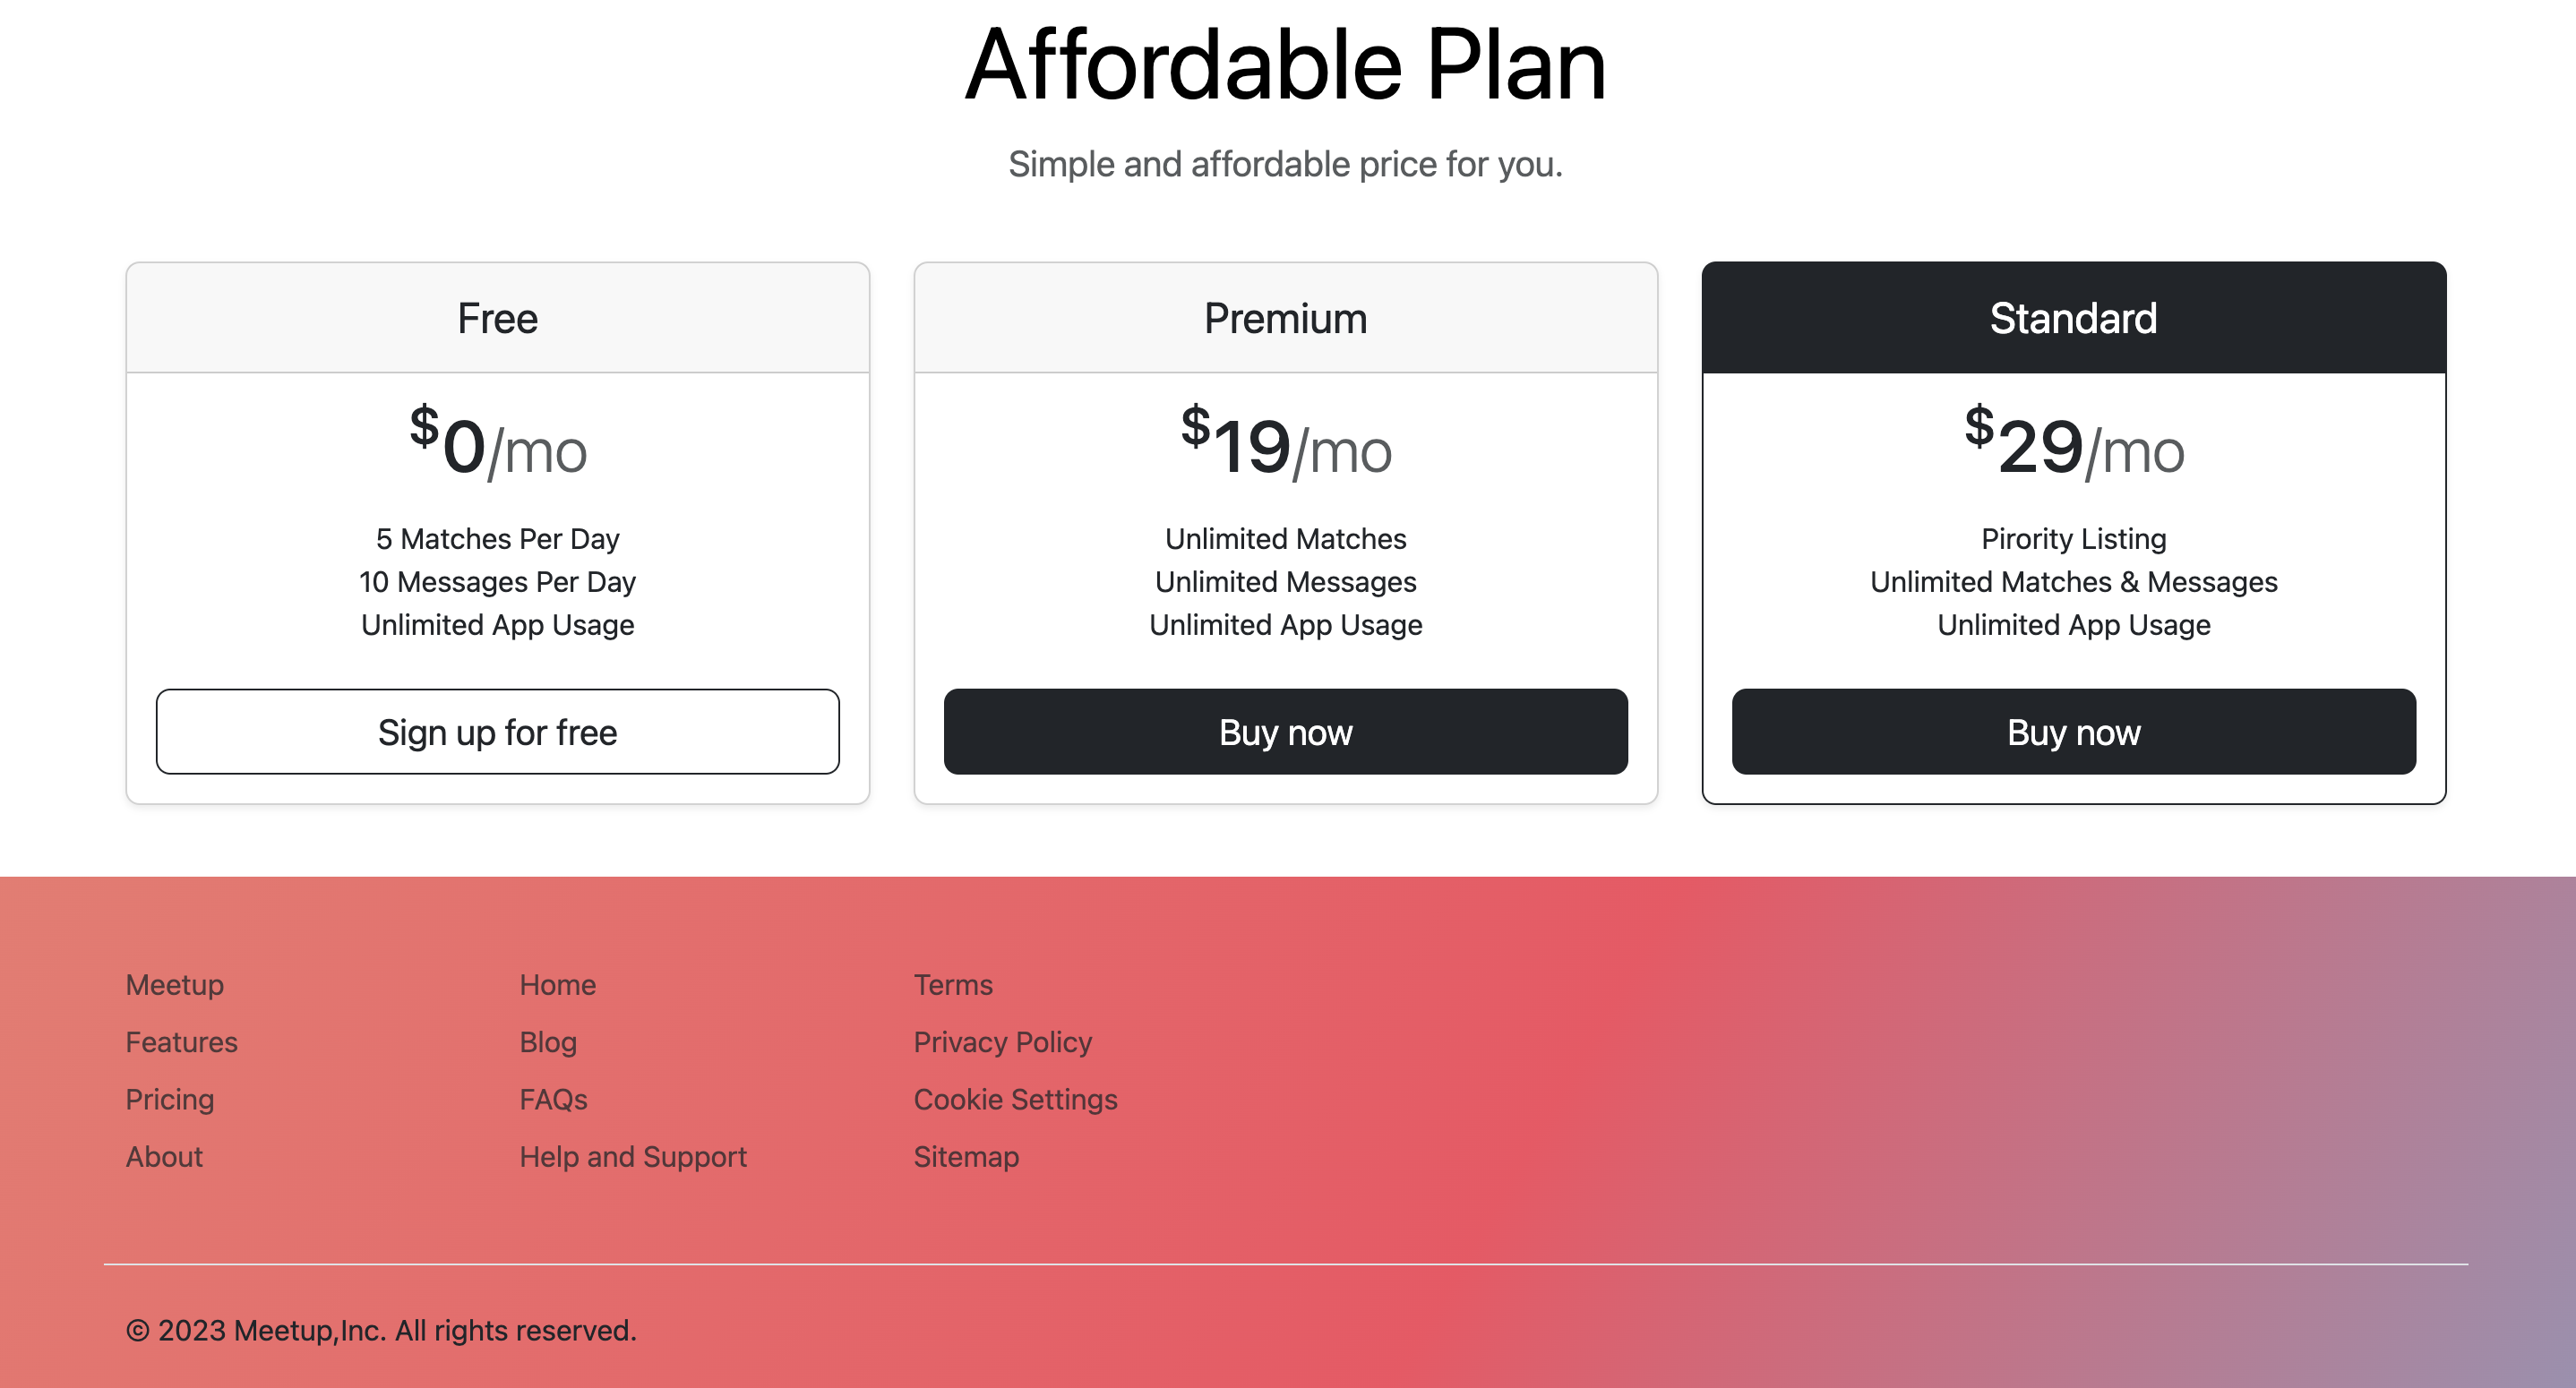 Affordable Plan
Simple and affordable price for you.
Free
$0/mo
5 Matches Per Day
10 Messages Per Day
Unlimited App Usage
Sign up for free
Premium
$19/mo
Unlimited Matches
Unlimited Messages
Unlimited App Usage
Buy now
Standard
$29/mo
Pirority Listing
Unlimited Matches & Messages
Unlimited App Usage
Buy now
Meetup
Features
Pricing
About
Home
Blog
FAQs
Help and Support
Terms
Privacy Policy
Cookie Settings
Sitemap
© 2023 Meetup,Inc. All rights reserved.